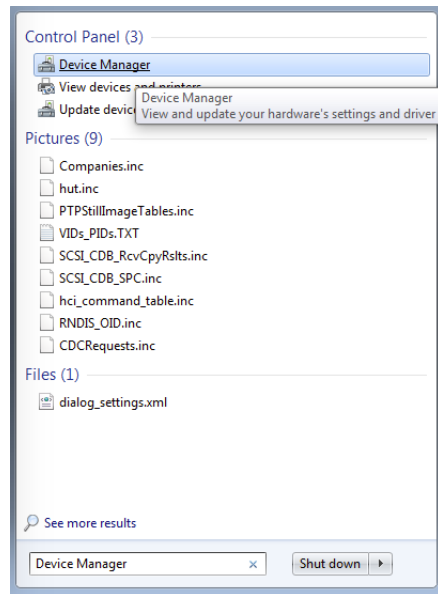 Control Panel (3)
Device Manager
View devices and printers
Device Manager
Update device
View and update your hardware's settings and driver
Pictures (9)
Companies.inc
hut.inc
PTPStillImageTables.inc
VIDs_PIDs.TXT
SCSI_CDB_RcvCpyRslts.inc
SCSI_CDB_SPC.inc
hci_command_table.inc
RNDIS_OID.inc
CDCRequests.inc
Files (1)
dialog_settings.xml
See more results
Device Manager
Shut down